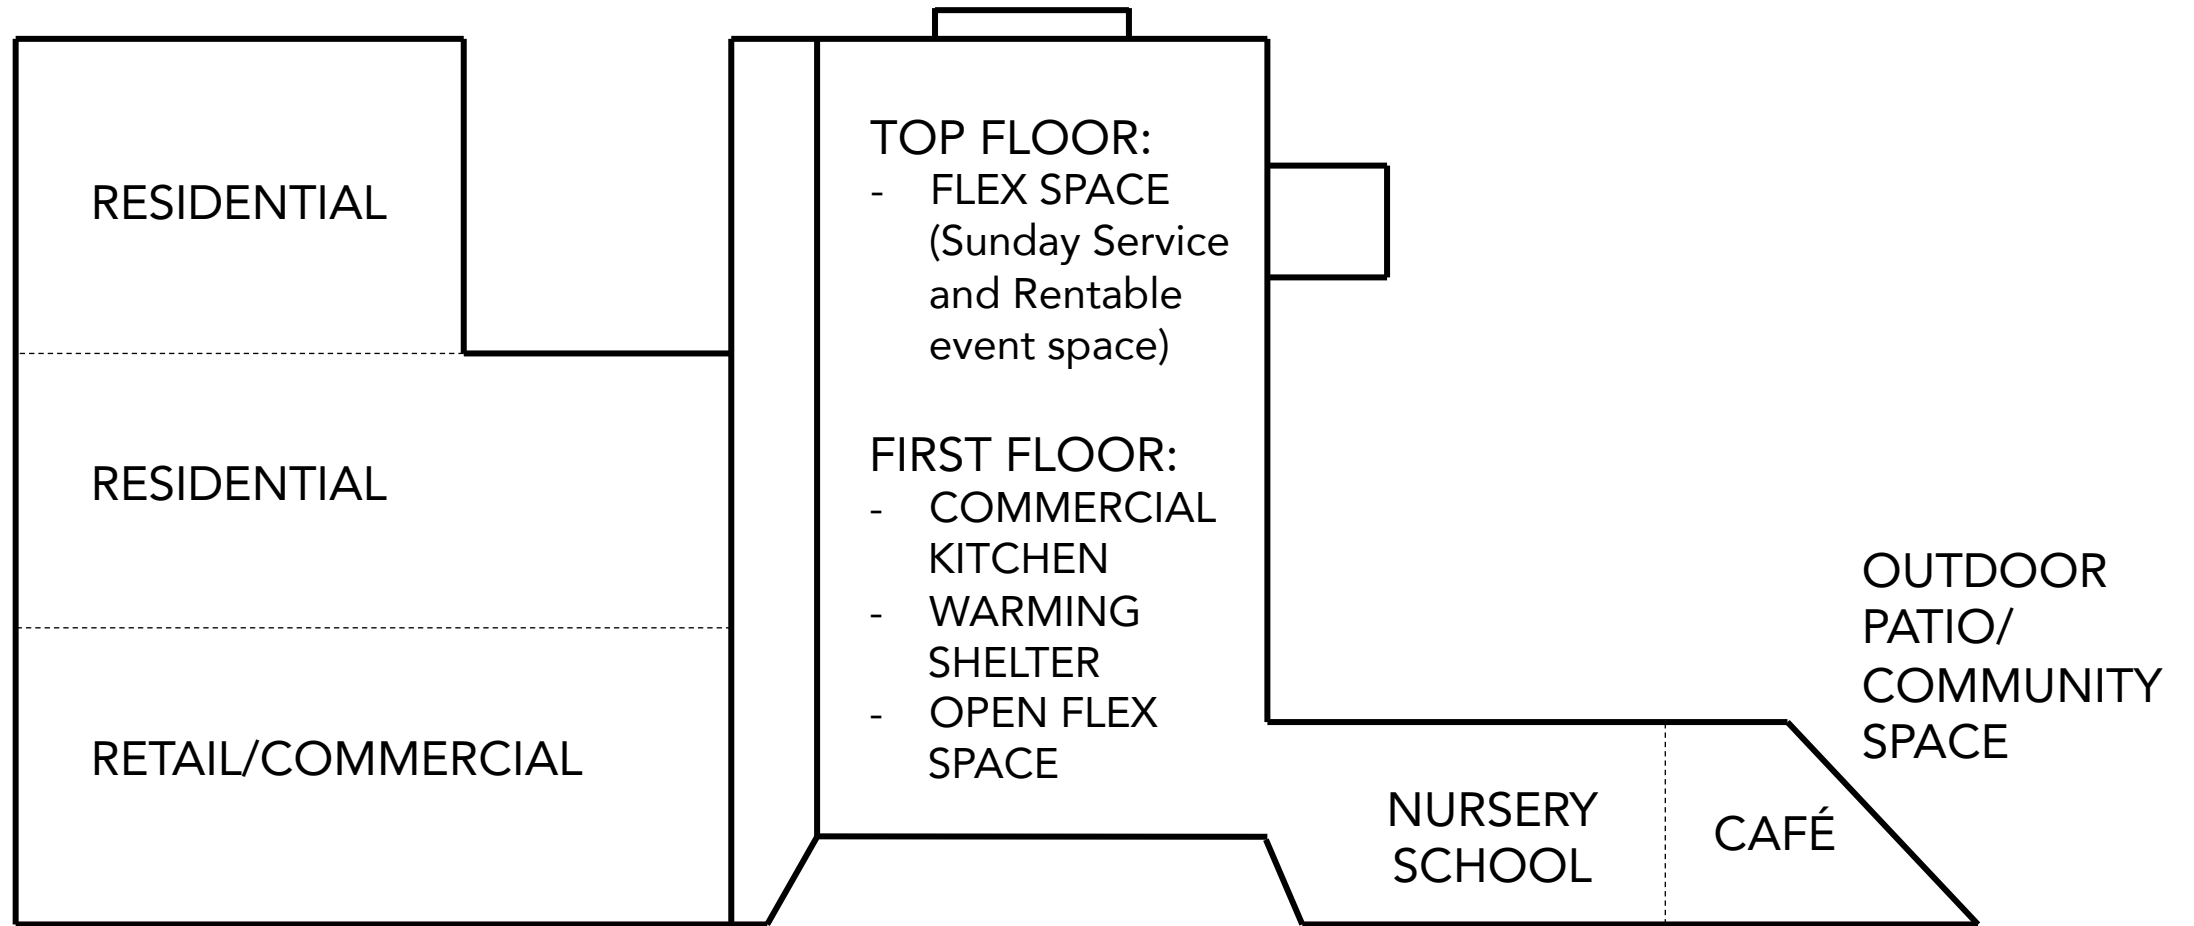 RESIDENTIAL
RESIDENTIAL
RETAIL/COMMERCIAL
TOP FLOOR:
- FLEX SPACE
(Sunday Service
and Rentable
event space)
FIRST FLOOR:
- COMMERCIAL
KITCHEN
- WARMING
SHELTER
- OPEN FLEX
SPACE
NURSERY
SCHOOL
CAFÉ
OUTDOOR
PATIO/
COMMUNITY
SPACE